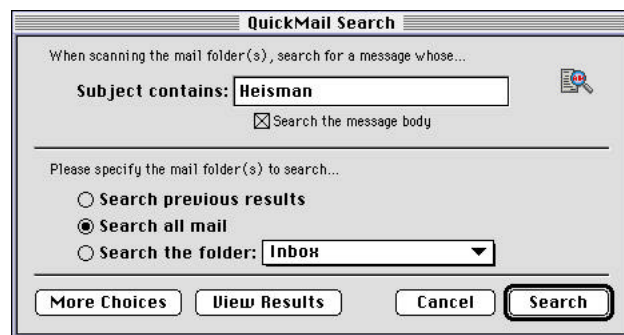 QuickMail Search
When scanning the mail folder(s), search for a message whose...
Subject contains: Heisman
Search the message body
Please specify the mail folder(s) to search...
Search previous results
Search all mail
Search the folder: Inbox
More Choices View Results Cancel Search